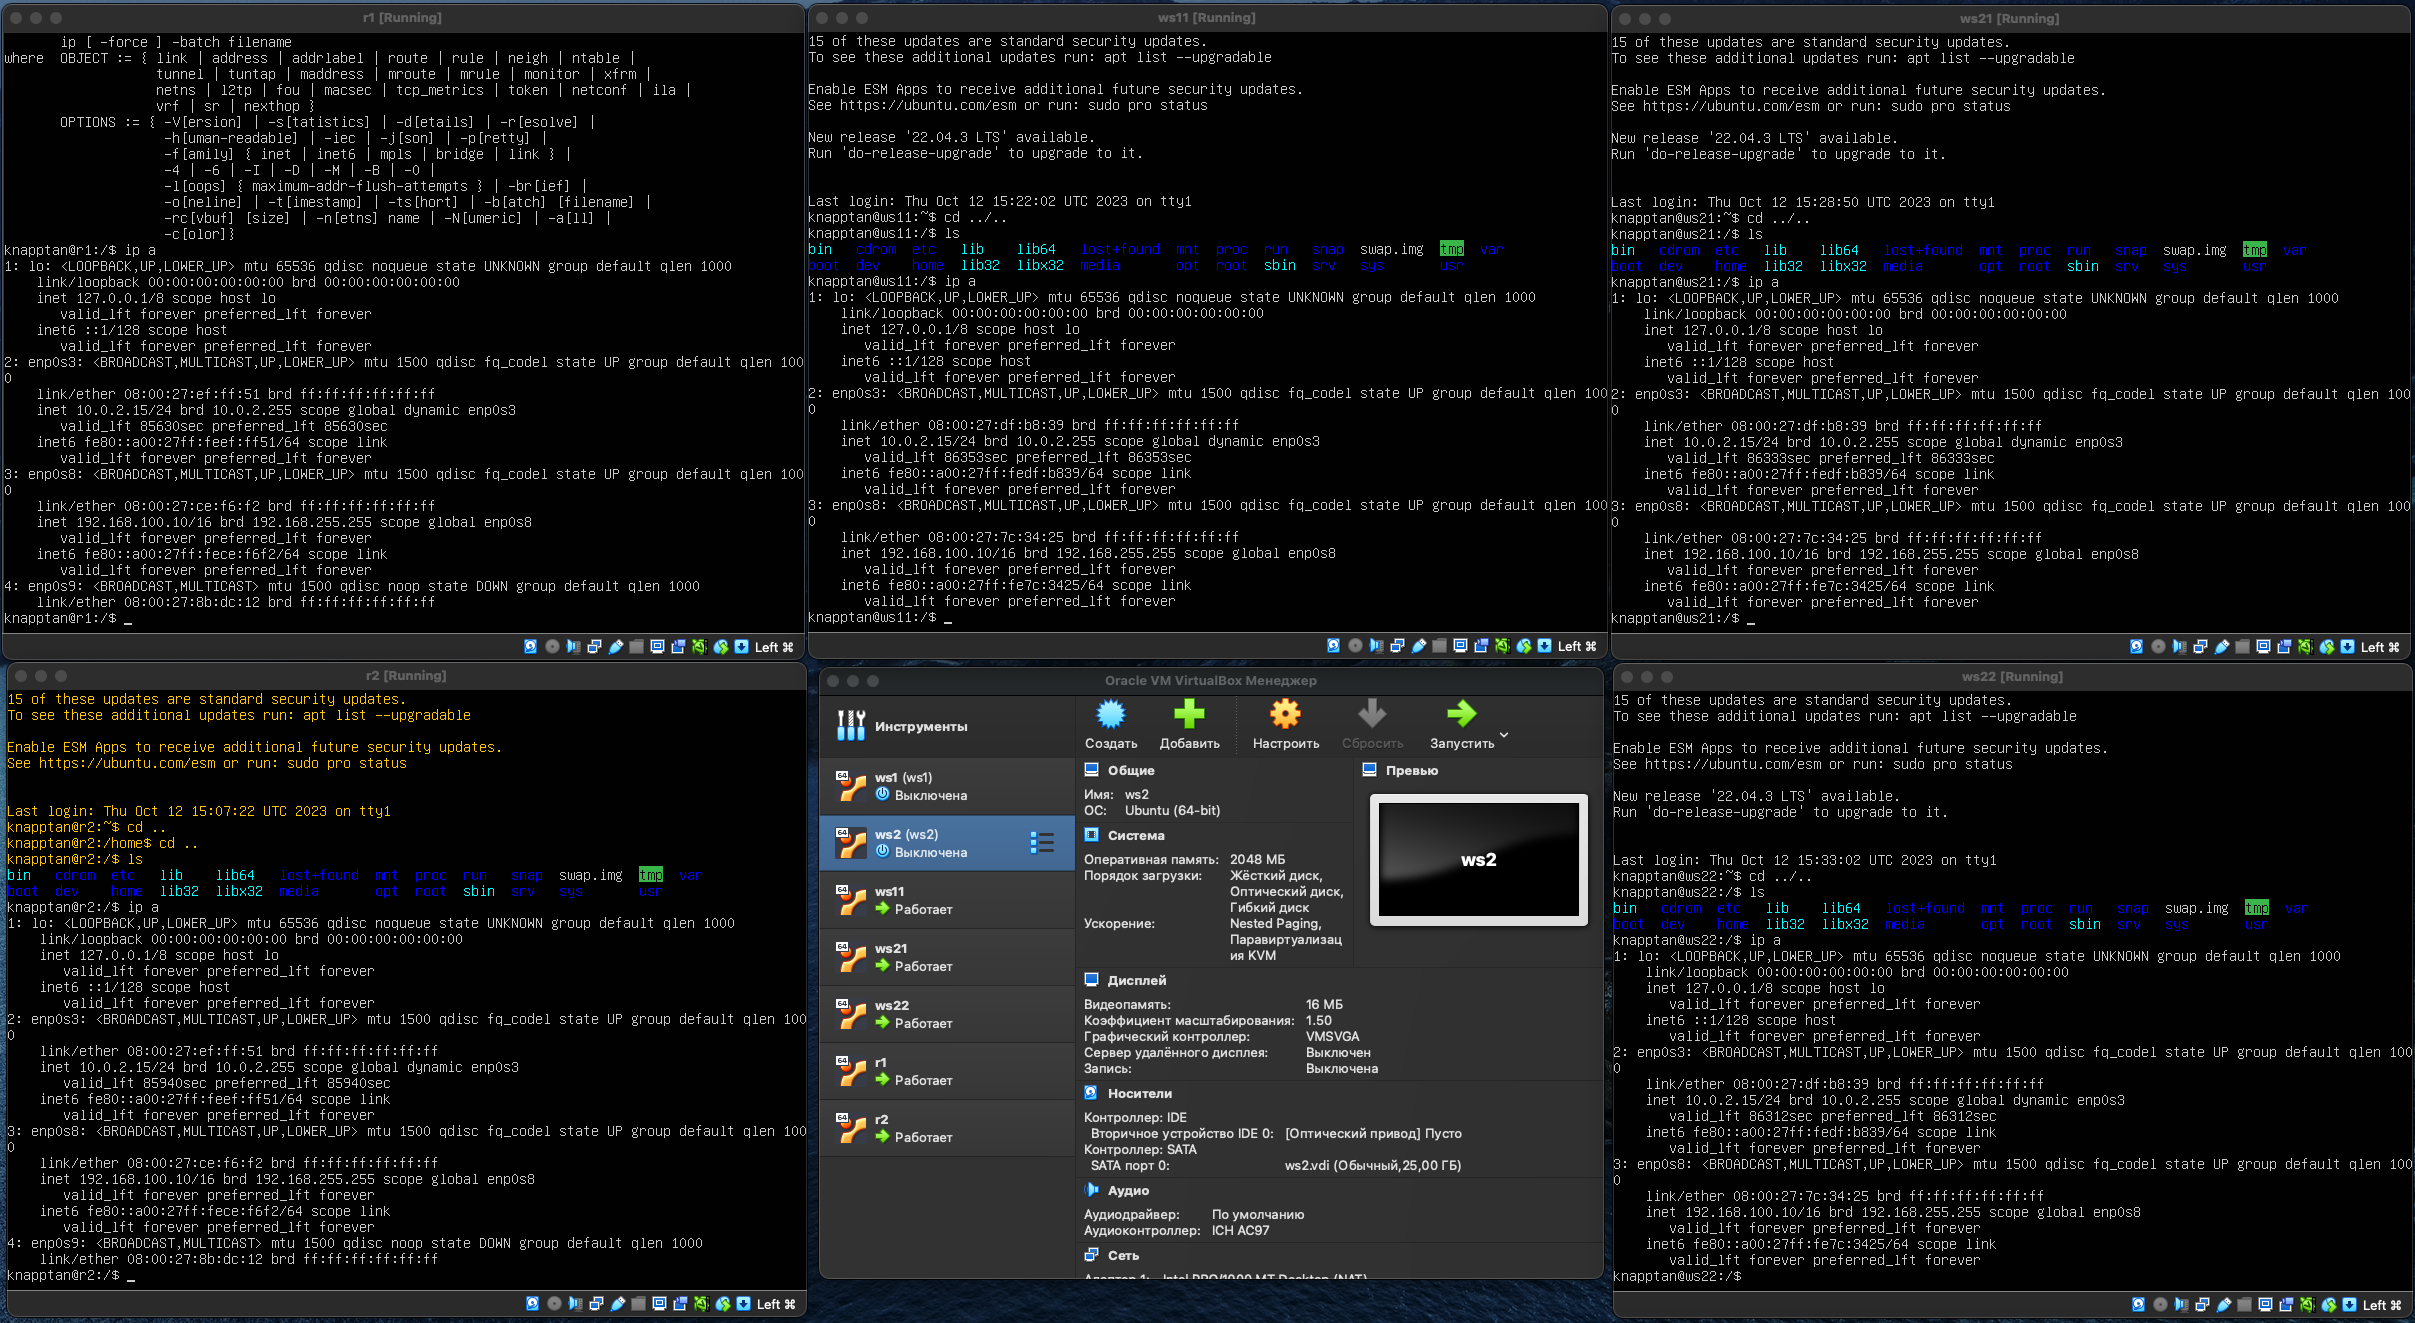 r1 [Running]
ip [ -force ] -batch filename
where  OBJECT := { link | address | addrlabel | route | rule | neigh | ntable |
tunnel | tuntap | maddress | mroute | mrule | monitor | xfrm |
netns | l2tp | fou | macsec | tcp_metrics | token | netconf | ila |
vrf | sr | nexthop }
OPTIONS := { -V[ersion] | -s[tatistics] | -d[etails] | -r[esolve] |
-h[uman-readable] | -iec | -j[son] | -p[retty] |
-f[amily] { inet | inet6 | mpls | bridge | link } |
-4 | -6 | -I | -D | -M | -B | -0 |
-l[oops] { maximum-addr-flush-attempts } | -br[ief] |
-o[neline] | -t[imestamp] | -ts[hort] | -b[atch] [filename] |
-rc[vbuf] [size] | -n[etns] name | -N[umeric] | -a[ll] |
-c[olor]}
knapptan@r1:/$ ip a
1: lo: <LOOPBACK,UP,LOWER_UP> mtu 65536 qdisc noqueue state UNKNOWN group default qlen 1000
link/loopback 00:00:00:00:00:00 brd 00:00:00:00:00:00
inet 127.0.0.1/8 scope host lo
valid_lft forever preferred_lft forever
inet6 ::1/128 scope host
valid_lft forever preferred_lft forever
2: enp0s3: <BROADCAST,MULTICAST,UP,LOWER_UP> mtu 1500 qdisc fq_codel state UP group default qlen 100
0
link/ether 08:00:27:ef:ff:51 brd ff:ff:ff:ff:ff:ff
inet 10.0.2.15/24 brd 10.0.2.255 scope global dynamic enp0s3
valid_lft 85630sec preferred_lft 85630sec
inet6 fe80::a00:27ff:feef:ff51/64 scope link
valid_lft forever preferred_lft forever
3: enp0s8: <BROADCAST,MULTICAST,UP,LOWER_UP> mtu 1500 qdisc fq_codel state UP group default qlen 100
0
link/ether 08:00:27:ce:f6:f2 brd ff:ff:ff:ff:ff:ff
inet 192.168.100.10/16 brd 192.168.255.255 scope global enp0s8
valid_lft forever preferred_lft forever
inet6 fe80::a00:27ff:fece:f6f2/64 scope link
valid_lft forever preferred_lft forever
4: enp0s9: <BROADCAST,MULTICAST> mtu 1500 qdisc noop state DOWN group default qlen 1000
link/ether 08:00:27:8b:dc:12 brd ff:ff:ff:ff:ff:ff
knapptan@r1:/$ _
Left ⌘
ws11 [Running]
15 of these updates are standard security updates.
To see these additional updates run: apt list --upgradable
Enable ESM Apps to receive additional future security updates.
See https://ubuntu.com/esm or run: sudo pro status
New release '22.04.3 LTS' available.
Run 'do-release-upgrade' to upgrade to it.
Last login: Thu Oct 12 15:22:02 UTC 2023 on tty1
knapptan@ws11:~$ cd ../..
knapptan@ws11:/$ ls
bin   cdrom  etc   lib    lib64   lost+found  mnt  proc  run   snap  swap.img  tmp  var
boot  dev    home  lib32  libx32  media       opt  root  sbin  srv   sys       usr
knapptan@ws11:/$ ip a
1: lo: <LOOPBACK,UP,LOWER_UP> mtu 65536 qdisc noqueue state UNKNOWN group default qlen 1000
link/loopback 00:00:00:00:00:00 brd 00:00:00:00:00:00
inet 127.0.0.1/8 scope host lo
valid_lft forever preferred_lft forever
inet6 ::1/128 scope host
valid_lft forever preferred_lft forever
2: enp0s3: <BROADCAST,MULTICAST,UP,LOWER_UP> mtu 1500 qdisc fq_codel state UP group default qlen 100
0
link/ether 08:00:27:df:b8:39 brd ff:ff:ff:ff:ff:ff
inet 10.0.2.15/24 brd 10.0.2.255 scope global dynamic enp0s3
valid_lft 86353sec preferred_lft 86353sec
inet6 fe80::a00:27ff:fedf:b839/64 scope link
valid_lft forever preferred_lft forever
3: enp0s8: <BROADCAST,MULTICAST,UP,LOWER_UP> mtu 1500 qdisc fq_codel state UP group default qlen 100
0
link/ether 08:00:27:7c:34:25 brd ff:ff:ff:ff:ff:ff
inet 192.168.100.10/16 brd 192.168.255.255 scope global enp0s8
valid_lft forever preferred_lft forever
inet6 fe80::a00:27ff:fe7c:3425/64 scope link
valid_lft forever preferred_lft forever
knapptan@ws11:/$ _
Left ⌘
ws21 [Running]
15 of these updates are standard security updates.
To see these additional updates run: apt list --upgradable
Enable ESM Apps to receive additional future security updates.
See https://ubuntu.com/esm or run: sudo pro status
New release '22.04.3 LTS' available.
Run 'do-release-upgrade' to upgrade to it.
Last login: Thu Oct 12 15:28:50 UTC 2023 on tty1
knapptan@ws21:~$ cd ../..
knapptan@ws21:/$ ls
bin   cdrom  etc   lib    lib64   lost+found  mnt  proc  run   snap  swap.img  tmp  var
boot  dev    home  lib32  libx32  media       opt  root  sbin  srv   sys       usr
knapptan@ws21:/$ ip a
1: lo: <LOOPBACK,UP,LOWER_UP> mtu 65536 qdisc noqueue state UNKNOWN group default qlen 1000
link/loopback 00:00:00:00:00:00 brd 00:00:00:00:00:00
inet 127.0.0.1/8 scope host lo
valid_lft forever preferred_lft forever
inet6 ::1/128 scope host
valid_lft forever preferred_lft forever
2: enp0s3: <BROADCAST,MULTICAST,UP,LOWER_UP> mtu 1500 qdisc fq_codel state UP group default qlen 100
0
link/ether 08:00:27:df:b8:39 brd ff:ff:ff:ff:ff:ff
inet 10.0.2.15/24 brd 10.0.2.255 scope global dynamic enp0s3
valid_lft 86333sec preferred_lft 86333sec
inet6 fe80::a00:27ff:fedf:b839/64 scope link
valid_lft forever preferred_lft forever
3: enp0s8: <BROADCAST,MULTICAST,UP,LOWER_UP> mtu 1500 qdisc fq_codel state UP group default qlen 100
0
link/ether 08:00:27:7c:34:25 brd ff:ff:ff:ff:ff:ff
inet 192.168.100.10/16 brd 192.168.255.255 scope global enp0s8
valid_lft forever preferred_lft forever
inet6 fe80::a00:27ff:fe7c:3425/64 scope link
valid_lft forever preferred_lft forever
knapptan@ws21:/$ _
Left ⌘
r2 [Running]
15 of these updates are standard security updates.
To see these additional updates run: apt list --upgradable
Enable ESM Apps to receive additional future security updates.
See https://ubuntu.com/esm or run: sudo pro status
Last login: Thu Oct 12 15:07:22 UTC 2023 on tty1
knapptan@r2:~$ cd ..
knapptan@r2:/home$ cd ..
knapptan@r2:/$ ls
bin   cdrom  etc   lib    lib64   lost+found  mnt  proc  run   snap  swap.img  tmp  var
boot  dev    home  lib32  libx32  media       opt  root  sbin  srv   sys       usr
knapptan@r2:/$ ip a
1: lo: <LOOPBACK,UP,LOWER_UP> mtu 65536 qdisc noqueue state UNKNOWN group default qlen 1000
link/loopback 00:00:00:00:00:00 brd 00:00:00:00:00:00
inet 127.0.0.1/8 scope host lo
valid_lft forever preferred_lft forever
inet6 ::1/128 scope host
valid_lft forever preferred_lft forever
2: enp0s3: <BROADCAST,MULTICAST,UP,LOWER_UP> mtu 1500 qdisc fq_codel state UP group default qlen 100
0
link/ether 08:00:27:ef:ff:51 brd ff:ff:ff:ff:ff:ff
inet 10.0.2.15/24 brd 10.0.2.255 scope global dynamic enp0s3
valid_lft 85940sec preferred_lft 85940sec
inet6 fe80::a00:27ff:feef:ff51/64 scope link
valid_lft forever preferred_lft forever
3: enp0s8: <BROADCAST,MULTICAST,UP,LOWER_UP> mtu 1500 qdisc fq_codel state UP group default qlen 100
0
link/ether 08:00:27:ce:f6:f2 brd ff:ff:ff:ff:ff:ff
inet 192.168.100.10/16 brd 192.168.255.255 scope global enp0s8
valid_lft forever preferred_lft forever
inet6 fe80::a00:27ff:fece:f6f2/64 scope link
valid_lft forever preferred_lft forever
4: enp0s9: <BROADCAST,MULTICAST> mtu 1500 qdisc noop state DOWN group default qlen 1000
link/ether 08:00:27:8b:dc:12 brd ff:ff:ff:ff:ff:ff
knapptan@r2:/$ _
Left ⌘
Oracle VM VirtualBox Менеджер
Инструменты
Создать Добавить Настроить Сбросить Запустить
64 ws1 (ws1)
Выключена
64 ws2 (ws2)
Выключена
64 ws11
Работает
64 ws21
Работает
64 ws22
Работает
64 r1
Работает
64 r2
Работает
Общие
Имя: ws2
ОС: Ubuntu (64-bit)
Превью
ws2
Система
Оперативная память: 2048 МБ
Порядок загрузки: Жёсткий диск,
Оптический диск,
Гибкий диск
Ускорение: Nested Paging,
Паравиртуализац
ия KVM
Дисплей
Видеопамять: 16 МБ
Коэффициент масштабирования: 1.50
Графический контроллер: VMSVGA
Сервер удалённого дисплея: Выключен
Запись: Выключена
Носители
Контроллер: IDE
Вторичное устройство IDE 0: [Оптический привод] Пусто
Контроллер: SATA
SATA порт 0: ws2.vdi (Обычный,25,00 ГБ)
Аудио
Аудиодрайвер: По умолчанию
Аудиоконтроллер: ICH AC97
Сеть
Адаптер 1: Intel PRO/1000 MT Desktop (NAT)
ws22 [Running]
15 of these updates are standard security updates.
To see these additional updates run: apt list --upgradable
Enable ESM Apps to receive additional future security updates.
See https://ubuntu.com/esm or run: sudo pro status
New release '22.04.3 LTS' available.
Run 'do-release-upgrade' to upgrade to it.
Last login: Thu Oct 12 15:33:02 UTC 2023 on tty1
knapptan@ws22:~$ cd ../..
knapptan@ws22:/$ ls
bin   cdrom  etc   lib    lib64   lost+found  mnt  proc  run   snap  swap.img  tmp  var
boot  dev    home  lib32  libx32  media       opt  root  sbin  srv   sys       usr
knapptan@ws22:/$ ip a
1: lo: <LOOPBACK,UP,LOWER_UP> mtu 65536 qdisc noqueue state UNKNOWN group default qlen 1000
link/loopback 00:00:00:00:00:00 brd 00:00:00:00:00:00
inet 127.0.0.1/8 scope host lo
valid_lft forever preferred_lft forever
inet6 ::1/128 scope host
valid_lft forever preferred_lft forever
2: enp0s3: <BROADCAST,MULTICAST,UP,LOWER_UP> mtu 1500 qdisc fq_codel state UP group default qlen 100
0
link/ether 08:00:27:df:b8:39 brd ff:ff:ff:ff:ff:ff
inet 10.0.2.15/24 brd 10.0.2.255 scope global dynamic enp0s3
valid_lft 86312sec preferred_lft 86312sec
inet6 fe80::a00:27ff:fedf:b839/64 scope link
valid_lft forever preferred_lft forever
3: enp0s8: <BROADCAST,MULTICAST,UP,LOWER_UP> mtu 1500 qdisc fq_codel state UP group default qlen 100
0
link/ether 08:00:27:7c:34:25 brd ff:ff:ff:ff:ff:ff
inet 192.168.100.10/16 brd 192.168.255.255 scope global enp0s8
valid_lft forever preferred_lft forever
inet6 fe80::a00:27ff:fe7c:3425/64 scope link
valid_lft forever preferred_lft forever
knapptan@ws22:/$
Left ⌘